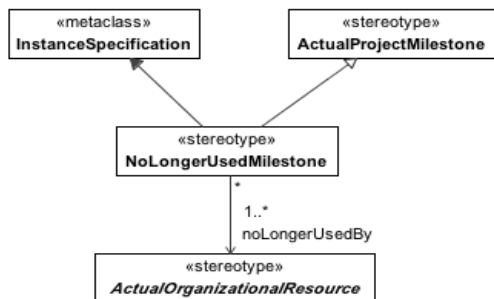 «metaclass»
InstanceSpecification
«stereotype»
ActualProjectMilestone
«stereotype»
NoLongerUsedMilestone
*
1..*
noLongerUsedBy
«stereotype»
ActualOrganizationalResource